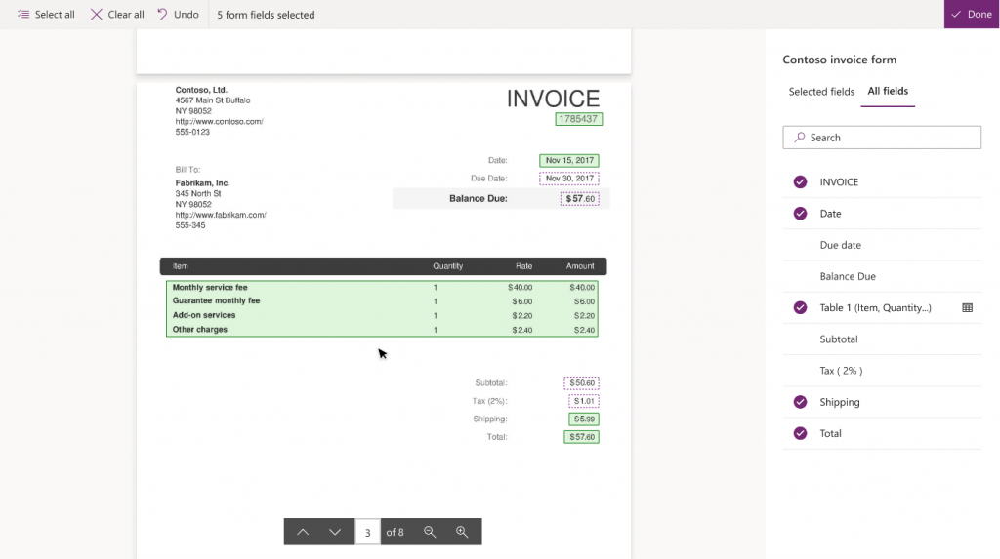 Select all Clear all Undo 5 form fields selected Done
Contoso, Ltd.
4567 Main St Buffalo
NY 98052
http://www.contoso.com/
555-0123
INVOICE
1785437
Date: Nov 15, 2017
Due Date: Nov 30, 2017
Balance Due: $57.60
Bill To:
Fabrikam, Inc.
345 North St
NY 98052
http://www.fabrikam.com/
555-345
Item Quantity Rate Amount
Monthly service fee 1 $40.00 $40.00
Guarantee monthly fee 1 $6.00 $6.00
Add-on services 1 $2.20 $2.20
Other charges 1 $2.40 $2.40
Subtotal: $50.60
Tax (2%): $1.01
Shipping: $5.99
Total: $57.60
3 of 8
Contoso invoice form
Selected fields All fields
Search
INVOICE
Date
Due date
Balance Due
Table 1 (Item, Quantity...)
Subtotal
Tax ( 2% )
Shipping
Total